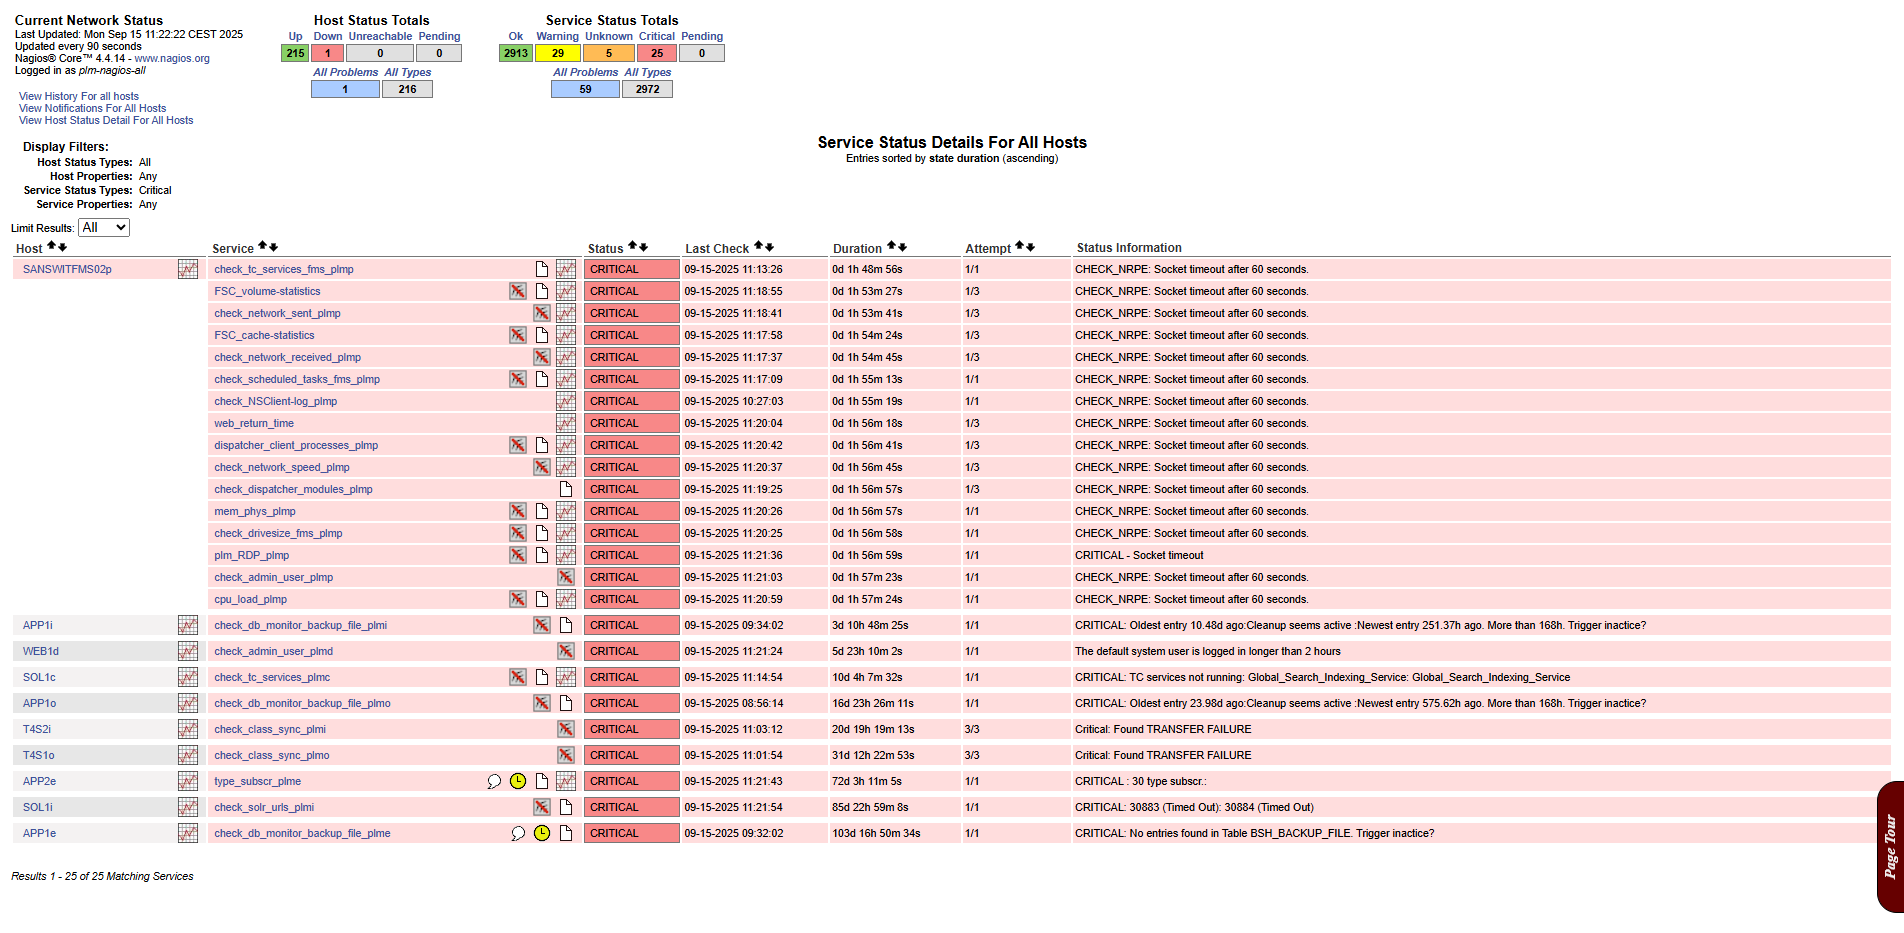 Current Network Status
Last Updated: Mon Sep 15 11:22:22 CEST 2025
Updated every 90 seconds
Nagios® Core™ 4.4.14 - www.nagios.org
Logged in as plm-nagios-all
View History For all hosts
View Notifications For All Hosts
View Host Status Detail For All Hosts
Host Status Totals
Up Down Unreachable Pending
215 1 0 0
All Problems All Types
1 216
Service Status Totals
Ok Warning Unknown Critical Pending
2913 29 5 25 0
All Problems All Types
59 2972
Display Filters:
Host Status Types: All
Host Properties: Any
Service Status Types: Critical
Service Properties: Any
Service Status Details For All Hosts
Entries sorted by state duration (ascending)
Limit Results: All
Host Service Status Last Check Duration Attempt Status Information
SANSWITFMS02p check_tc_services_fms_plmp CRITICAL 09-15-2025 11:13:26 0d 1h 48m 56s 1/1 CHECK_NRPE: Socket timeout after 60 seconds.
FSC_volume-statistics CRITICAL 09-15-2025 11:18:55 0d 1h 53m 27s 1/3 CHECK_NRPE: Socket timeout after 60 seconds.
check_network_sent_plmp CRITICAL 09-15-2025 11:18:41 0d 1h 53m 41s 1/3 CHECK_NRPE: Socket timeout after 60 seconds.
FSC_cache-statistics CRITICAL 09-15-2025 11:17:58 0d 1h 54m 24s 1/3 CHECK_NRPE: Socket timeout after 60 seconds.
check_network_received_plmp CRITICAL 09-15-2025 11:17:37 0d 1h 54m 45s 1/3 CHECK_NRPE: Socket timeout after 60 seconds.
check_scheduled_tasks_fms_plmp CRITICAL 09-15-2025 11:17:09 0d 1h 55m 13s 1/1 CHECK_NRPE: Socket timeout after 60 seconds.
check_NSClient-log_plmp CRITICAL 09-15-2025 10:27:03 0d 1h 55m 19s 1/1 CHECK_NRPE: Socket timeout after 60 seconds.
web_return_time CRITICAL 09-15-2025 11:20:04 0d 1h 56m 18s 1/3 CHECK_NRPE: Socket timeout after 60 seconds.
dispatcher_client_processes_plmp CRITICAL 09-15-2025 11:20:42 0d 1h 56m 41s 1/3 CHECK_NRPE: Socket timeout after 60 seconds.
check_network_speed_plmp CRITICAL 09-15-2025 11:20:37 0d 1h 56m 45s 1/3 CHECK_NRPE: Socket timeout after 60 seconds.
check_dispatcher_modules_plmp CRITICAL 09-15-2025 11:19:25 0d 1h 56m 57s 1/3 CHECK_NRPE: Socket timeout after 60 seconds.
mem_phys_plmp CRITICAL 09-15-2025 11:20:26 0d 1h 56m 57s 1/1 CHECK_NRPE: Socket timeout after 60 seconds.
check_drivesize_fms_plmp CRITICAL 09-15-2025 11:20:25 0d 1h 56m 58s 1/1 CHECK_NRPE: Socket timeout after 60 seconds.
plm_RDP_plmp CRITICAL 09-15-2025 11:21:36 0d 1h 56m 59s 1/1 CRITICAL - Socket timeout
check_admin_user_plmp CRITICAL 09-15-2025 11:21:03 0d 1h 57m 23s 1/1 CHECK_NRPE: Socket timeout after 60 seconds.
cpu_load_plmp CRITICAL 09-15-2025 11:20:59 0d 1h 57m 24s 1/1 CHECK_NRPE: Socket timeout after 60 seconds.
APP1i check_db_monitor_backup_file_plmi CRITICAL 09-15-2025 09:34:02 3d 10h 48m 25s 1/1 CRITICAL: Oldest entry 10.48d ago:Cleanup seems active :Newest entry 251.37h ago. More than 168h. Trigger inactice?
WEB1d check_admin_user_plmd CRITICAL 09-15-2025 11:21:24 5d 23h 10m 2s 1/1 The default system user is logged in longer than 2 hours
SOL1c check_tc_services_plmc CRITICAL 09-15-2025 11:14:54 10d 4h 7m 32s 1/1 CRITICAL: TC services not running: Global_Search_Indexing_Service: Global_Search_Indexing_Service
APP1o check_db_monitor_backup_file_plmo CRITICAL 09-15-2025 08:56:14 16d 23h 26m 11s 1/1 CRITICAL: Oldest entry 23.98d ago:Cleanup seems active :Newest entry 575.62h ago. More than 168h. Trigger inactice?
T4S2i check_class_sync_plmi CRITICAL 09-15-2025 11:03:12 20d 19h 19m 13s 3/3 Critical: Found TRANSFER FAILURE
T4S1o check_class_sync_plmo CRITICAL 09-15-2025 11:01:54 31d 12h 22m 53s 3/3 Critical: Found TRANSFER FAILURE
APP2e type_subscr_plme CRITICAL 09-15-2025 11:21:43 72d 3h 11m 5s 1/1 CRITICAL : 30 type subscr.:
SOL1i check_solr_urls_plmi CRITICAL 09-15-2025 11:21:54 85d 22h 59m 8s 1/1 CRITICAL: 30883 (Timed Out): 30884 (Timed Out)
APP1e check_db_monitor_backup_file_plme CRITICAL 09-15-2025 09:32:02 103d 16h 50m 34s 1/1 CRITICAL: No entries found in Table BSH_BACKUP_FILE. Trigger inactice?
Results 1 - 25 of 25 Matching Services
Page Tour